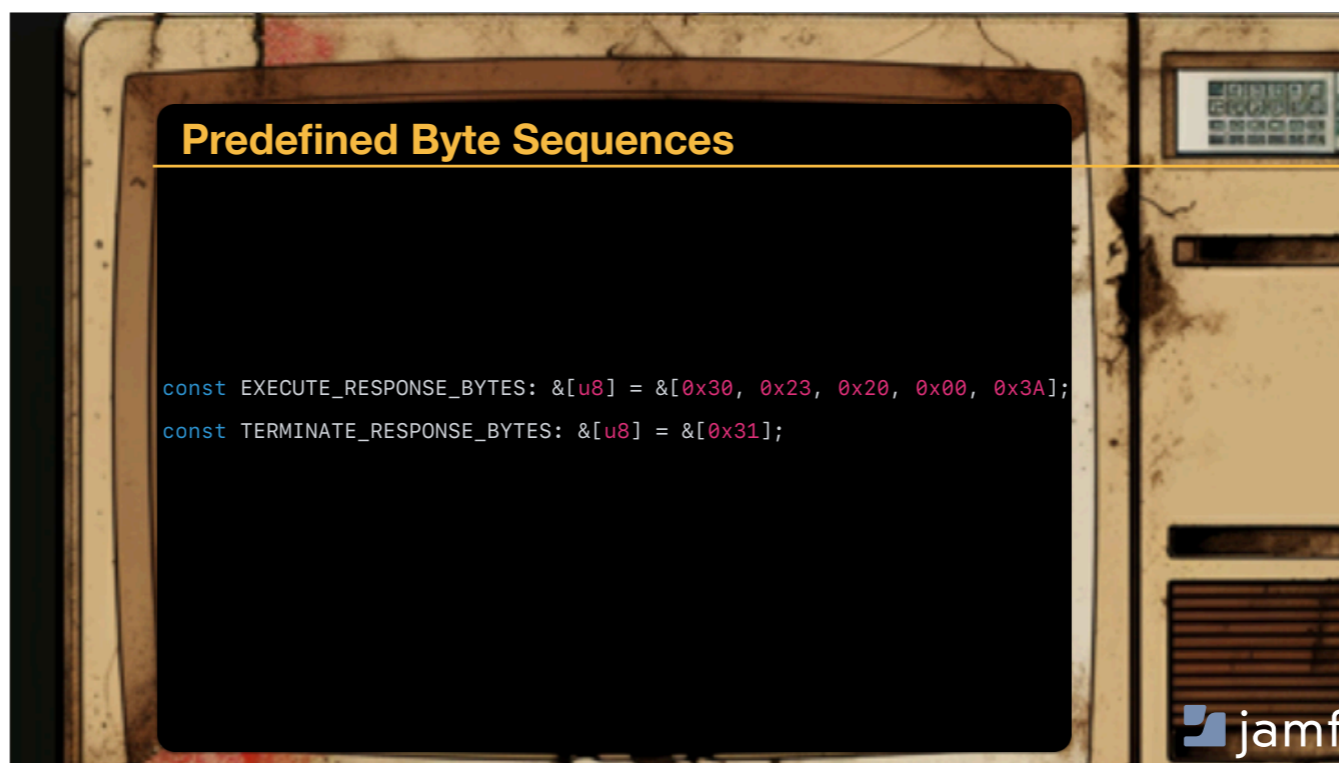 Predefined Byte Sequences
const EXECUTE_RESPONSE_BYTES: &[u8] = &[0x30, 0x23, 0x20, 0x00, 0x3A];
const TERMINATE_RESPONSE_BYTES: &[u8] = &[0x31];
jamf